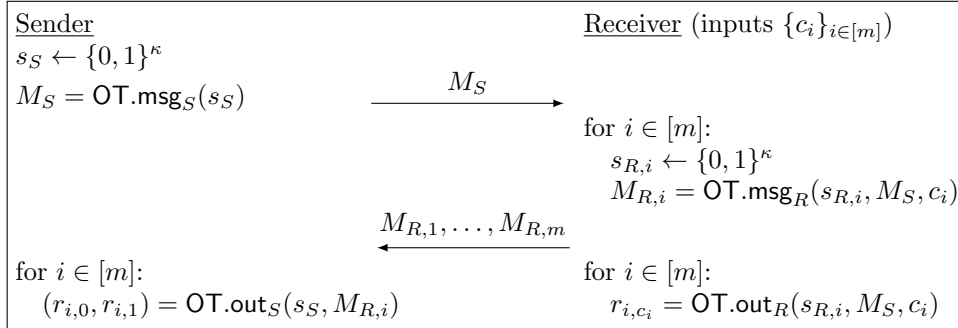 Sender
Receiver (inputs {c_i}_{i∈[m]})
s_S ← {0, 1}^κ
M_S = OT.msg_S(s_S)
M_S
for i ∈ [m]:
s_{R,i} ← {0, 1}^κ
M_{R,i} = OT.msg_R(s_{R,i}, M_S, c_i)
M_{R,1}, . . . , M_{R,m}
for i ∈ [m]:
(r_{i,0}, r_{i,1}) = OT.out_S(s_S, M_{R,i})
for i ∈ [m]:
r_{i,c_i} = OT.out_R(s_{R,i}, M_S, c_i)